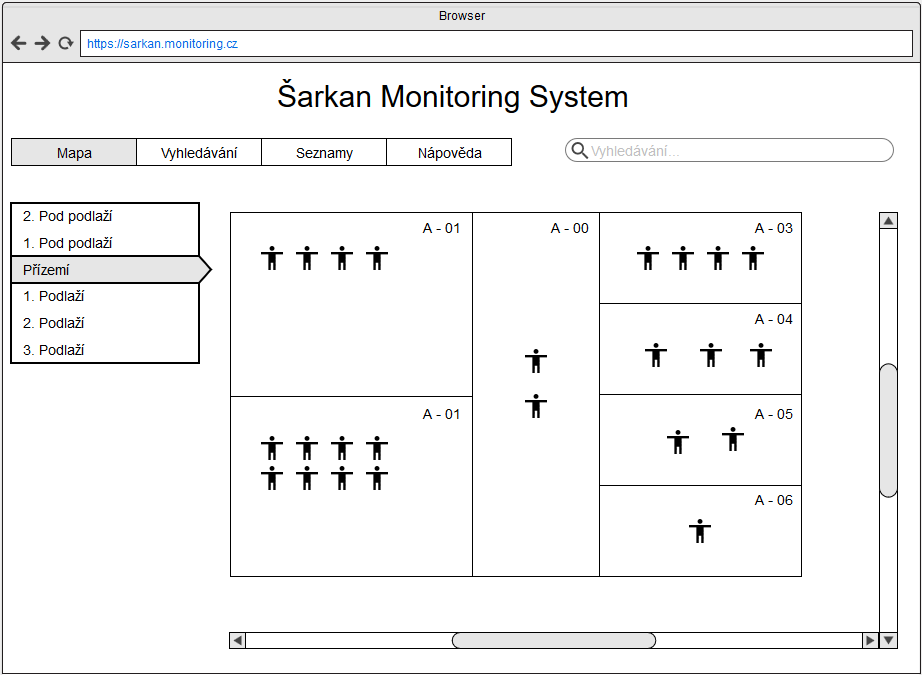 Browser
https://sarkan.monitoring.cz
Šarkan Monitoring System
Mapa
Vyhledávání
Seznamy
Nápověda
Vyhledávání...
2. Pod podlaží
1. Pod podlaží
Přízemí
1. Podlaží
2. Podlaží
3. Podlaží
A - 01
A - 00
A - 03
A - 04
A - 01
A - 05
A - 06